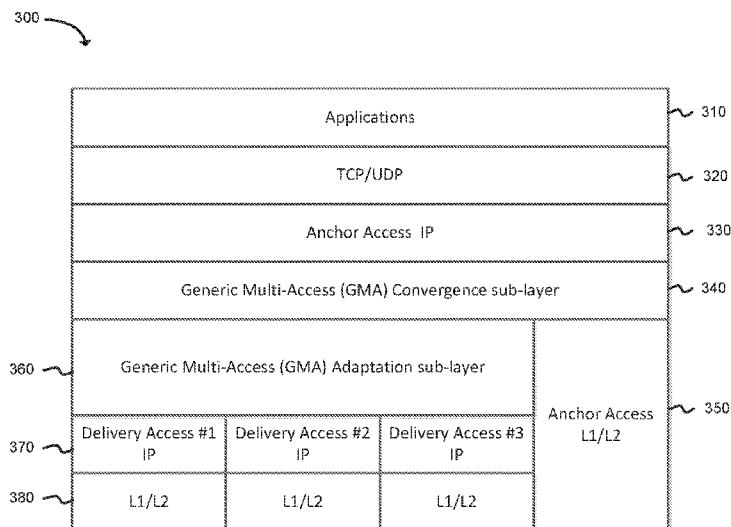 300
Applications
310
TCP/UDP
320
Anchor Access IP
330
Generic Multi-Access (GMA) Convergence sub-layer
340
360
Generic Multi-Access (GMA) Adaptation sub-layer
Anchor Access
L1/L2
350
370
Delivery Access #1
IP
Delivery Access #2
IP
Delivery Access #3
IP
380
L1/L2
L1/L2
L1/L2